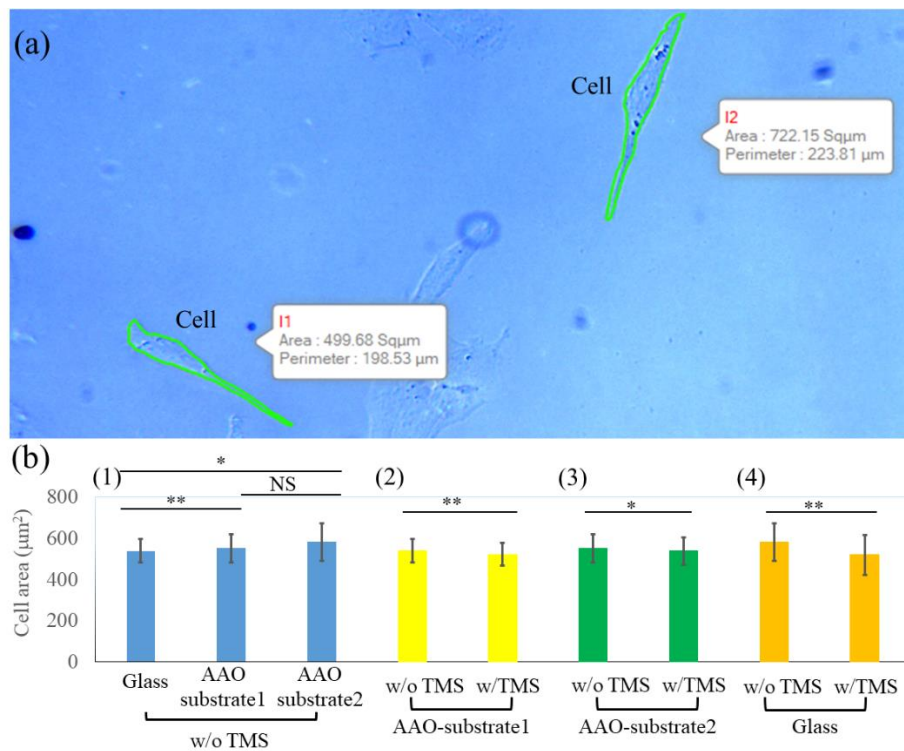 (a)
Cell
I2
Area : 722.15 Sqµm
Perimeter : 223.81 µm
Cell
I1
Area : 499.68 Sqµm
Perimeter : 198.53 µm
(b)
(1)
*
NS
**
(2)
**
(3)
*
(4)
**
Cell area (µm²)
800
600
400
200
0
Glass
AAO
substrate1
AAO
substrate2
w/o TMS
w/o TMS
w/TMS
AAO-substrate1
w/o TMS
w/TMS
AAO-substrate2
w/o TMS
w/TMS
Glass